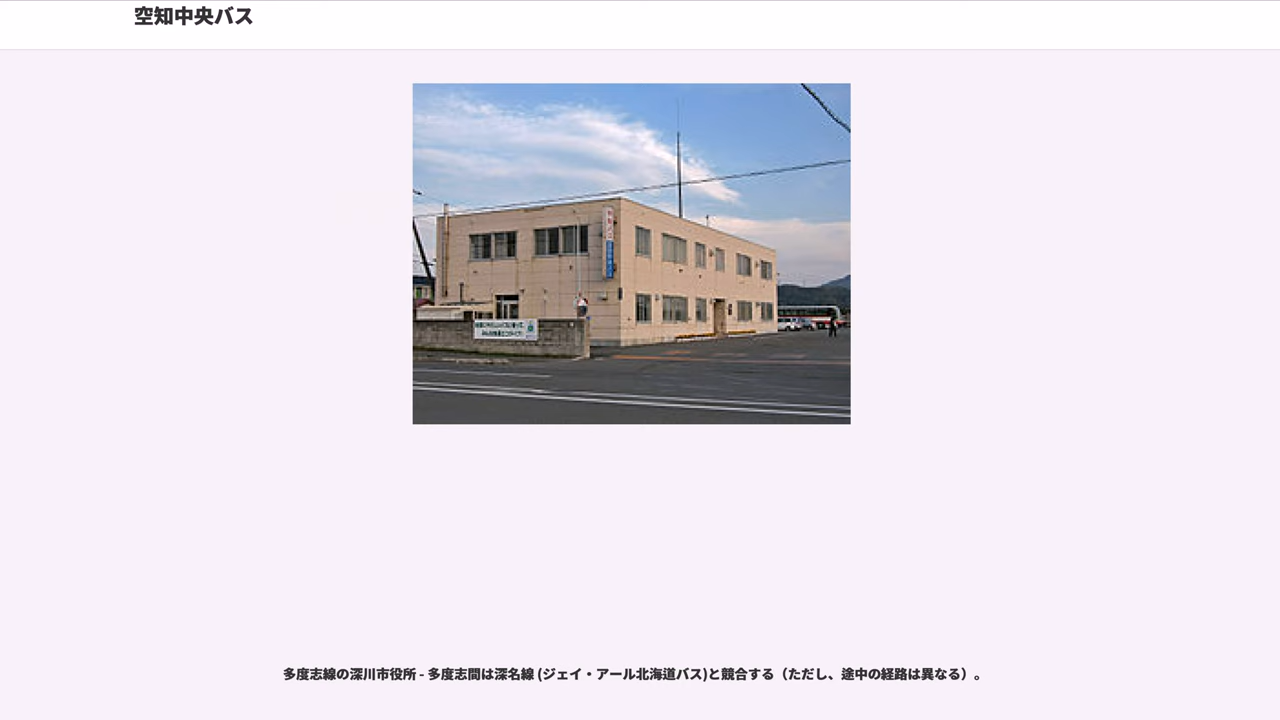 空知中央バス
多度志線の深川市役所 - 多度志間は深名線 (ジェイ・アール北海道バス)と競合する（ただし、途中の経路は異なる）。